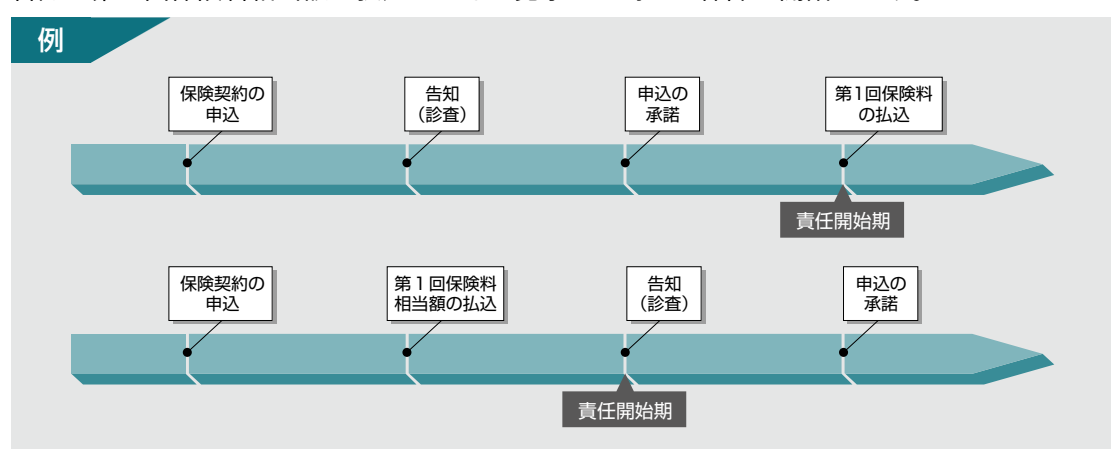 例
保険契約の
申込
告知
（診査）
申込の
承諾
第1回保険料
の払込
責任開始期
保険契約の
申込
第１回保険料
相当額の払込
告知
（診査）
申込の
承諾
責任開始期